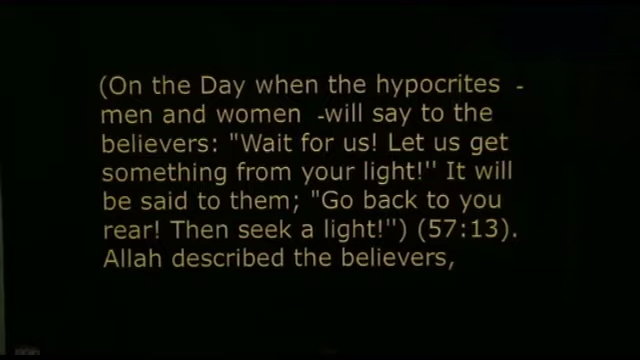 (On the Day when the hypocrites -
men and women -will say to the
believers: "Wait for us! Let us get
something from your light!" It will
be said to them; "Go back to you
rear! Then seek a light!") (57:13).
Allah described the believers,